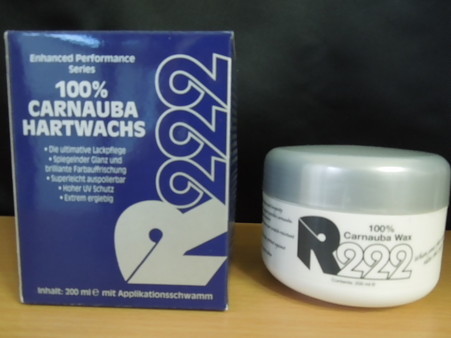 Enhanced Performance
Series
100%
CARNAUBA
HARTWACHS
• Die ultimative Lackpflege
• Spiegelnder Glanz und
brillante Farbauffrischung
• Superleicht auspolierbar
• Hoher UV Schutz
• Extrem ergiebig
R222
Inhalt: 200 ml e mit Applikationsschwamm
100%
Carnauba Wax
R222